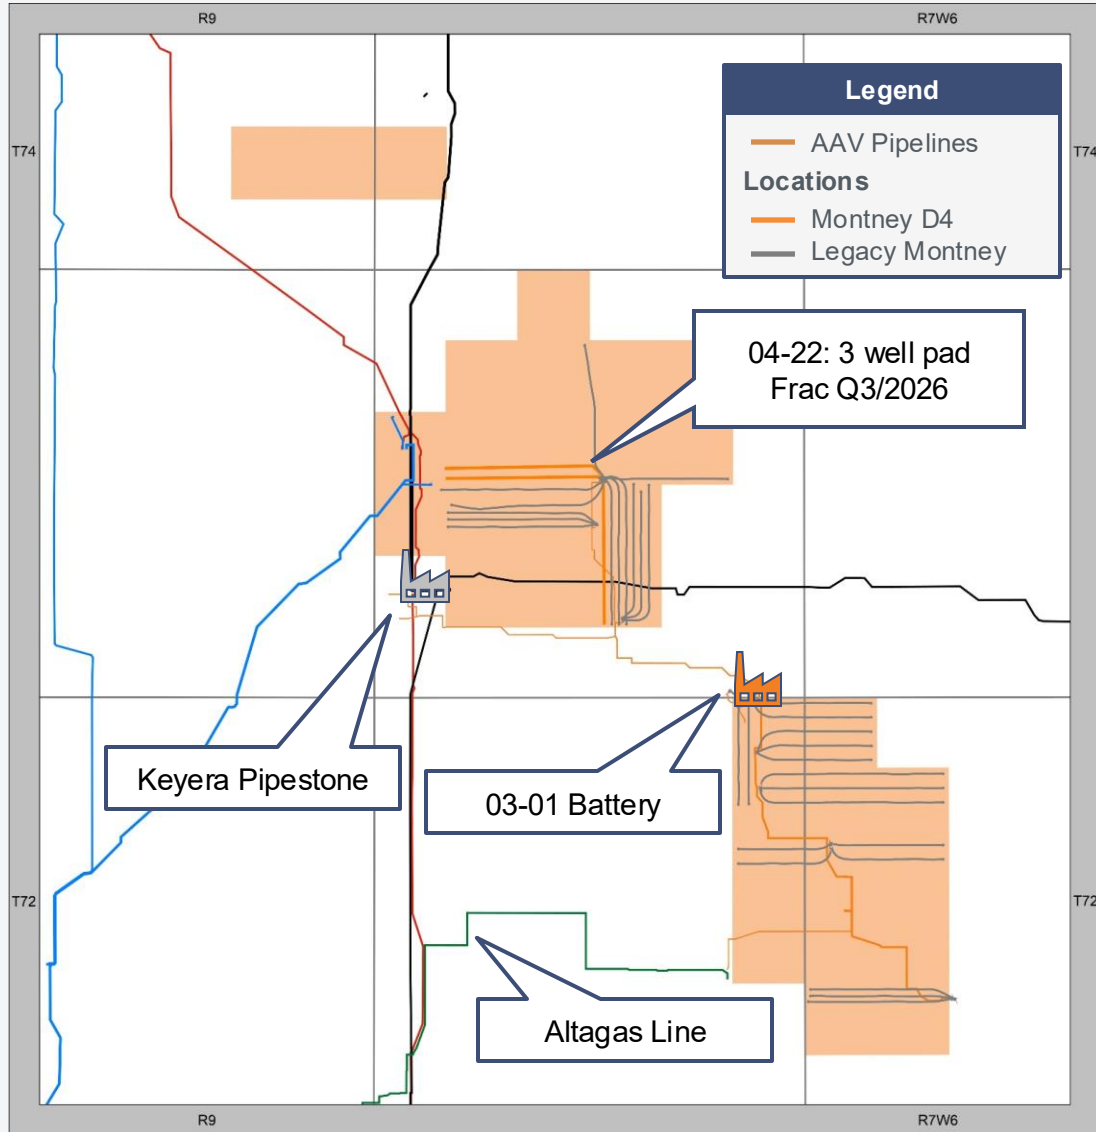 R9
R7W6
T74
T74
Legend
AAV Pipelines
Locations
Montney D4
Legacy Montney
04-22: 3 well pad
Frac Q3/2026
Keyera Pipestone
03-01 Battery
T72
T72
Altagas Line
R9
R7W6